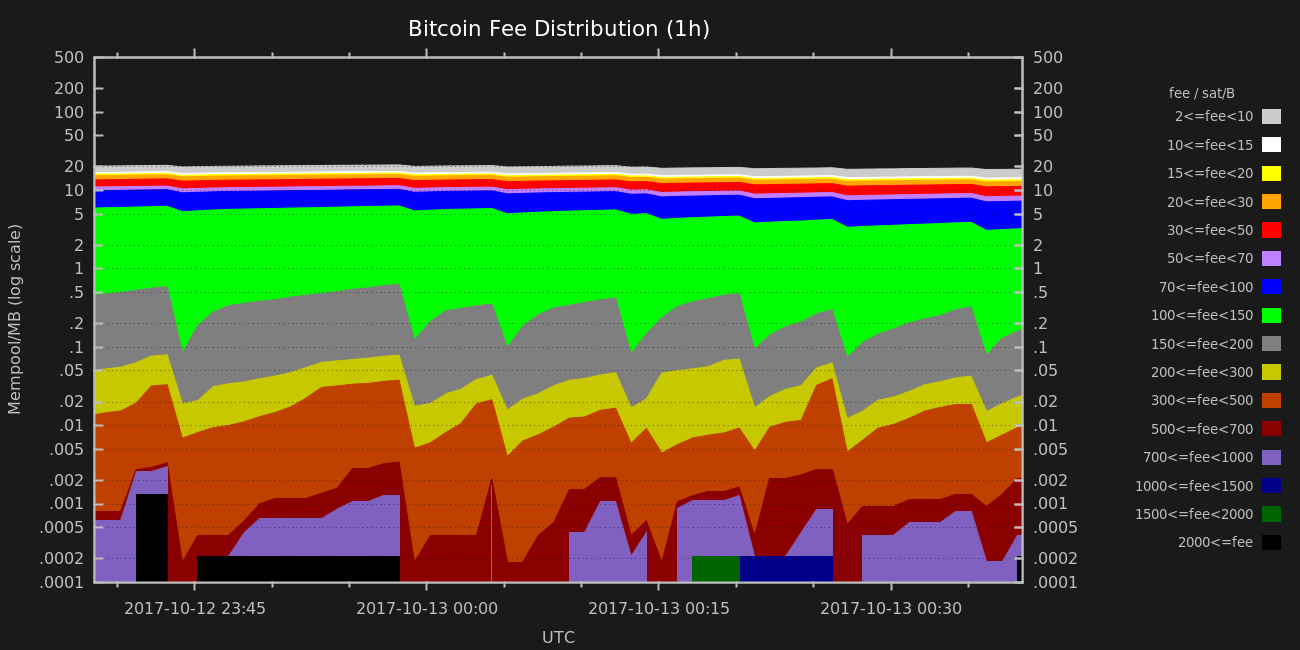 Bitcoin Fee Distribution (1h)
500 500
200 200
100 100
50 50
20 20
10 10
5 5
2 2
1 1
.5 .5
.2 .2
.1 .1
.05 .05
.02 .02
.01 .01
.005 .005
.002 .002
.001 .001
.0005 .0005
.0002 .0002
.0001 .0001
Mempool/MB (log scale)
2017-10-12 23:45 2017-10-13 00:00 2017-10-13 00:15 2017-10-13 00:30
UTC
fee / sat/B
2<=fee<10
10<=fee<15
15<=fee<20
20<=fee<30
30<=fee<50
50<=fee<70
70<=fee<100
100<=fee<150
150<=fee<200
200<=fee<300
300<=fee<500
500<=fee<700
700<=fee<1000
1000<=fee<1500
1500<=fee<2000
2000<=fee